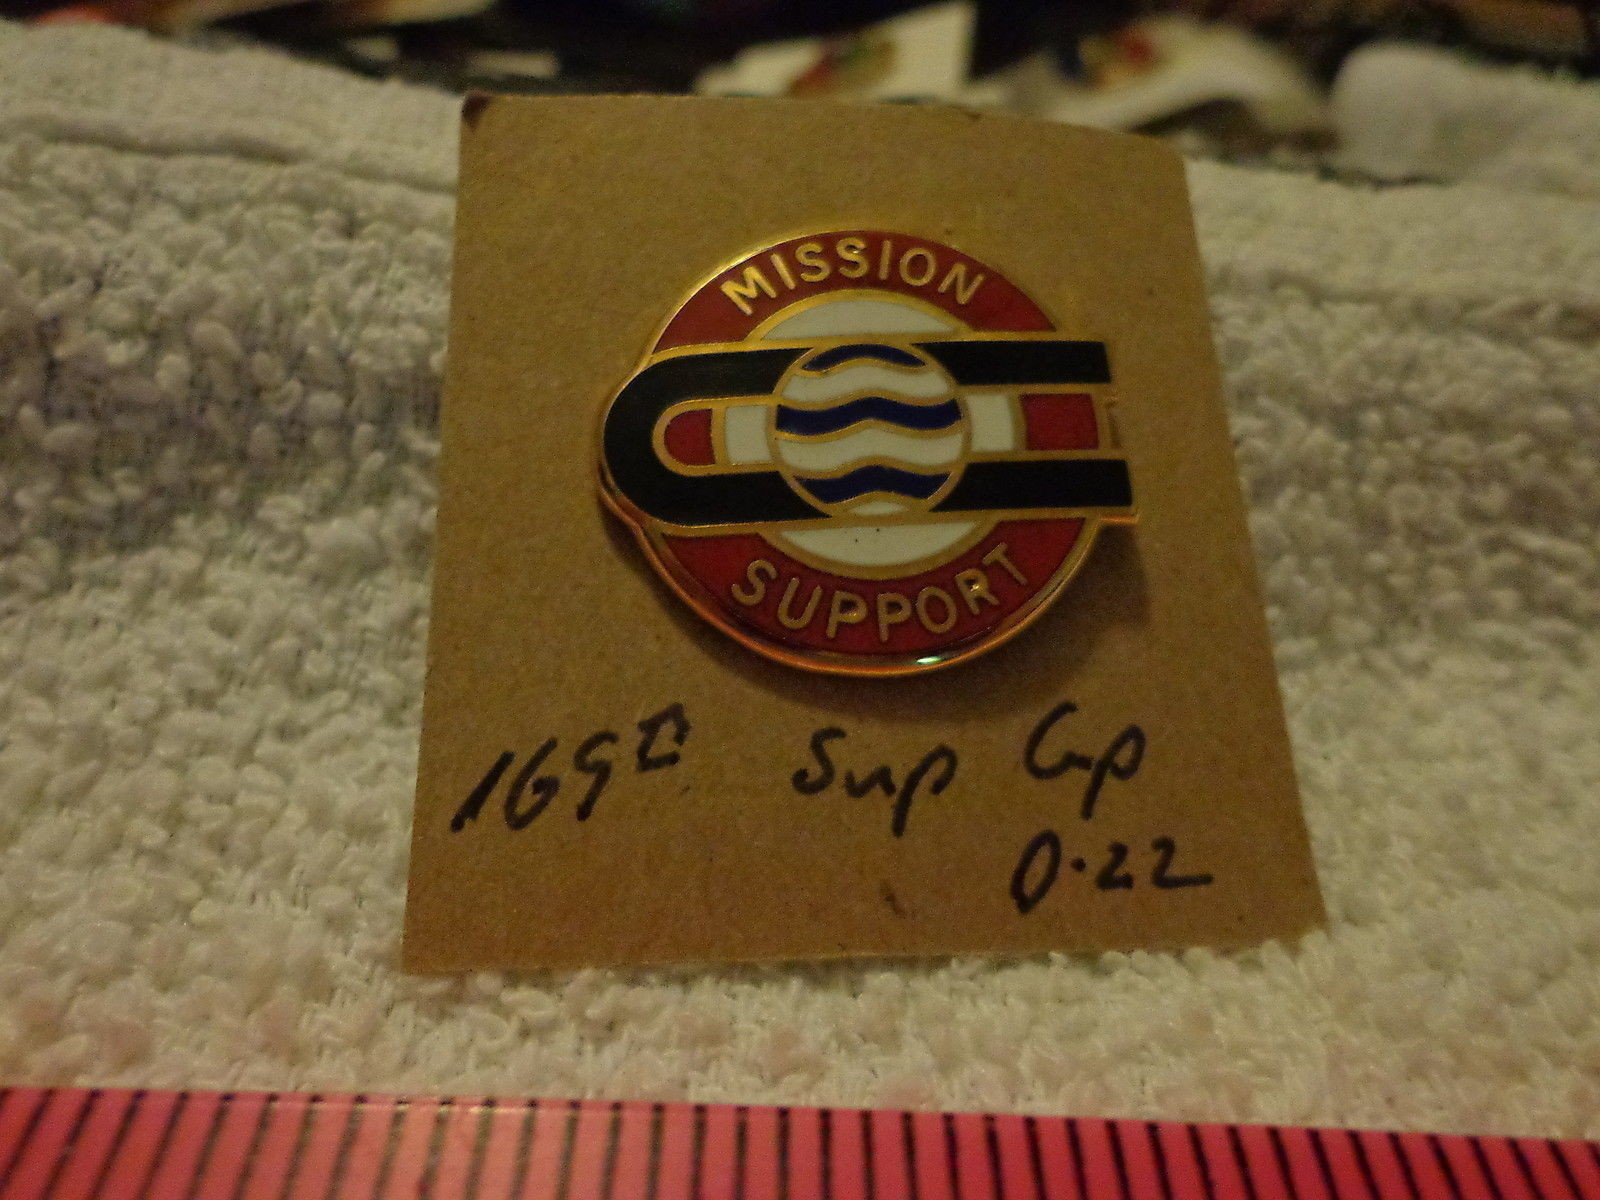 MISSION
SUPPORT
169th Sup Gp
0-22